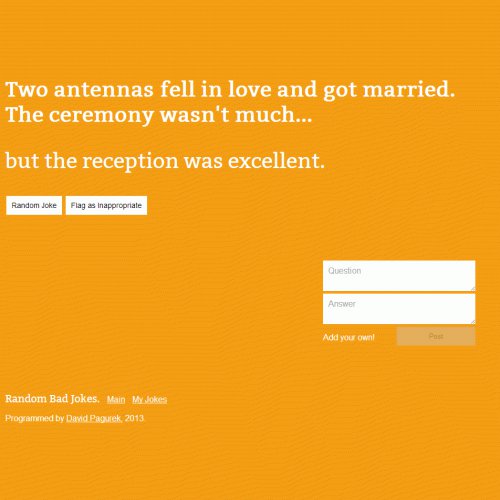 Two antennas fell in love and got married.
The ceremony wasn't much...
but the reception was excellent.
Random Joke Flag as Inappropriate
Question
Answer
Add your own! Post
Random Bad Jokes. Main My Jokes
Programmed by David Pagurek, 2013.